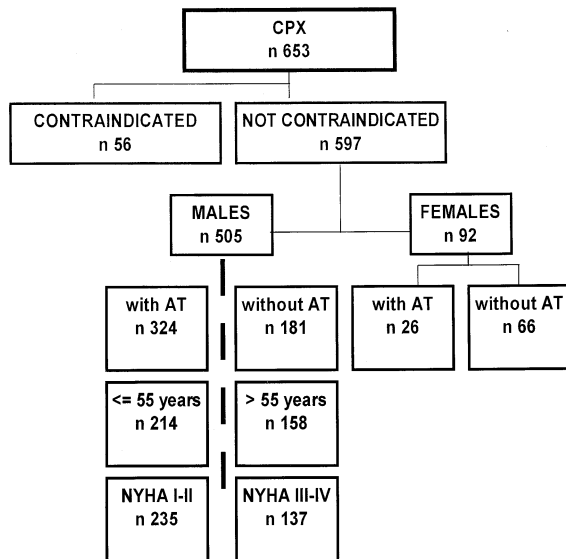 CPX
n 653
CONTRAINDICATED
n 56
NOT CONTRAINDICATED
n 597
MALES
n 505
FEMALES
n 92
with AT
n 324
without AT
n 181
with AT
n 26
without AT
n 66
<= 55 years
n 214
> 55 years
n 158
NYHA I-II
n 235
NYHA III-IV
n 137